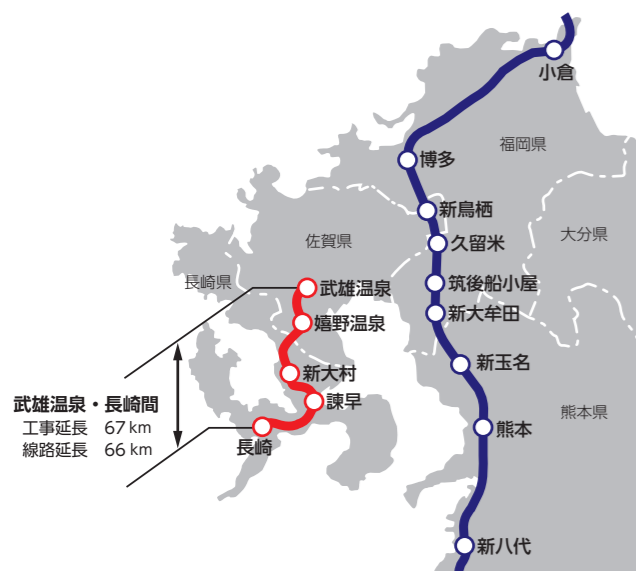 小倉
福岡県
博多
新鳥栖
大分県
佐賀県
久留米
長崎県
武雄温泉
筑後船小屋
嬉野温泉
新大牟田
新玉名
新大村
武雄温泉・長崎間
諫早
熊本県
工事延長 67 km
熊本
線路延長 66 km
長崎
新八代